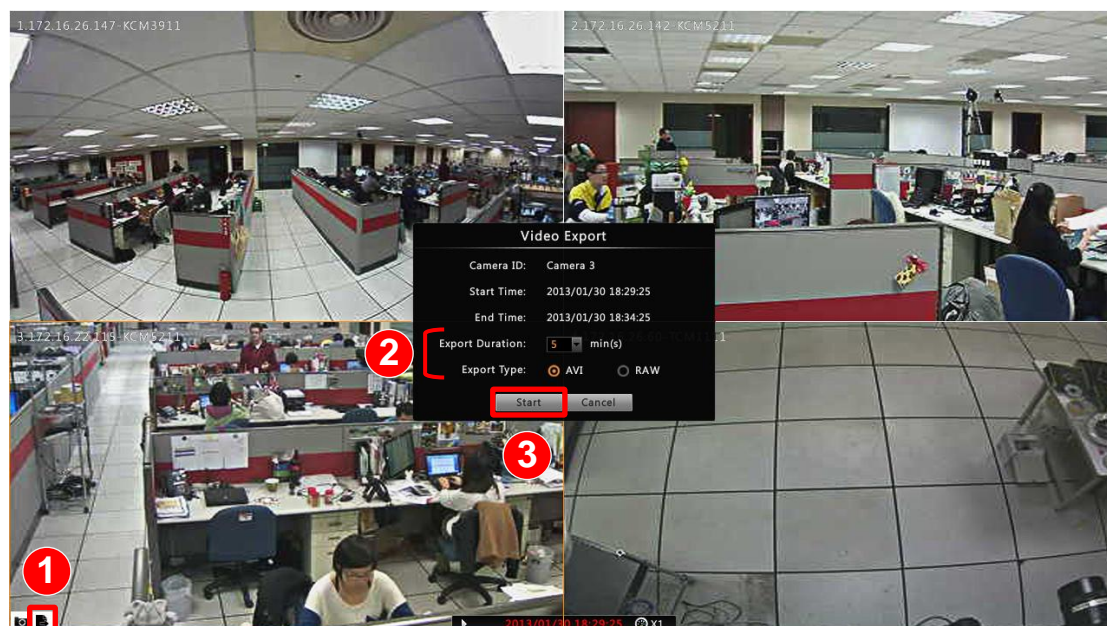 1.172.16.26.147-KCM3911
2.172.16.26.142-KCM5211
Video Export
Camera ID: Camera 3
Start Time: 2013/01/30 18:29:25
End Time: 2013/01/30 18:34:25
3.172.16.22.118-KCM5211
2
Export Duration: 5 min(s)
Export Type: AVI RAW
Start Cancel
3
1
2013/01/30 18:29:25 X1